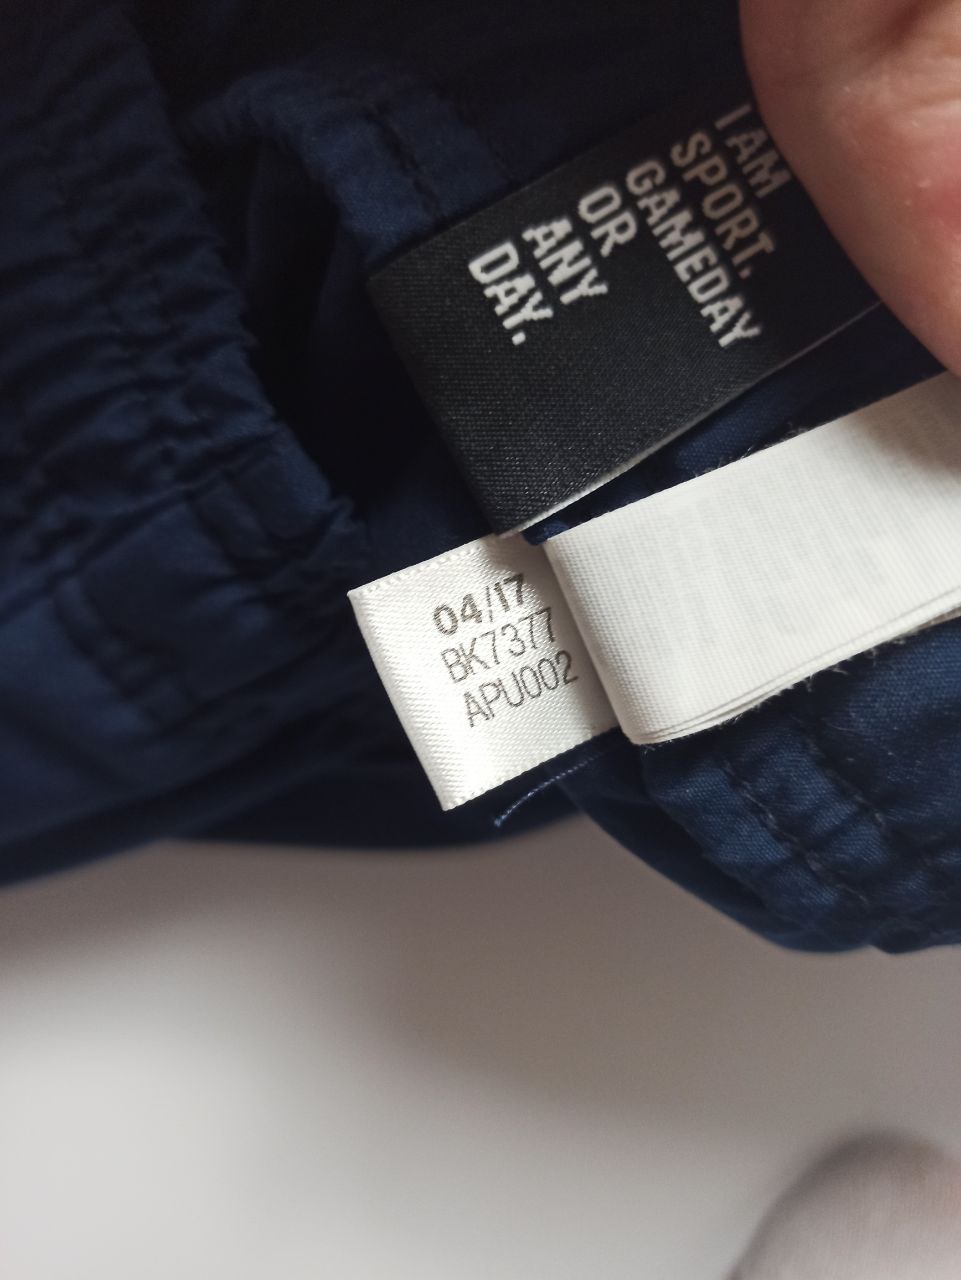 I AM
SPORT.
GAMEDAY
OR
ANY
DAY.
04/17
BK7377
APU002